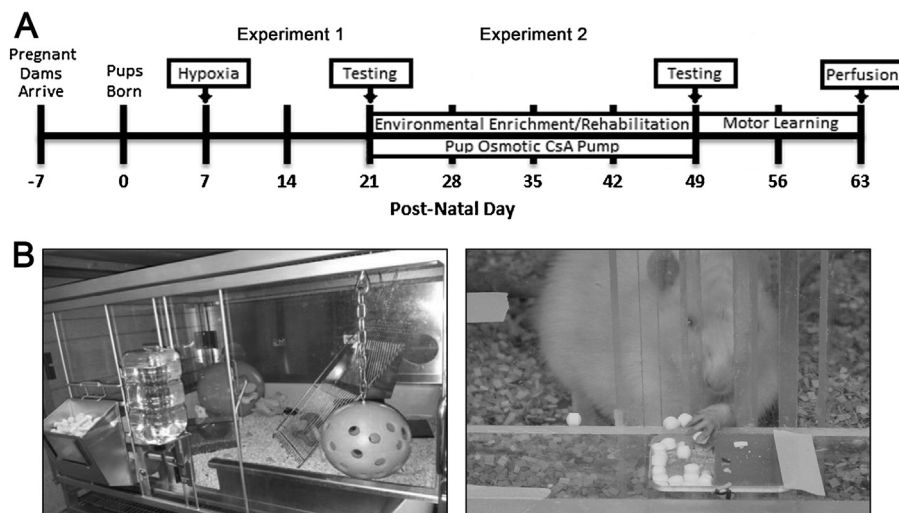 A
Experiment 1
Experiment 2
Pregnant
Dams
Arrive
Pups
Born
Hypoxia
Testing
Testing
Perfusion
Environmental Enrichment/Rehabilitation
Motor Learning
Pup Osmotic CsA Pump
-7
0
7
14
21
28
35
42
49
56
63
Post-Natal Day
B